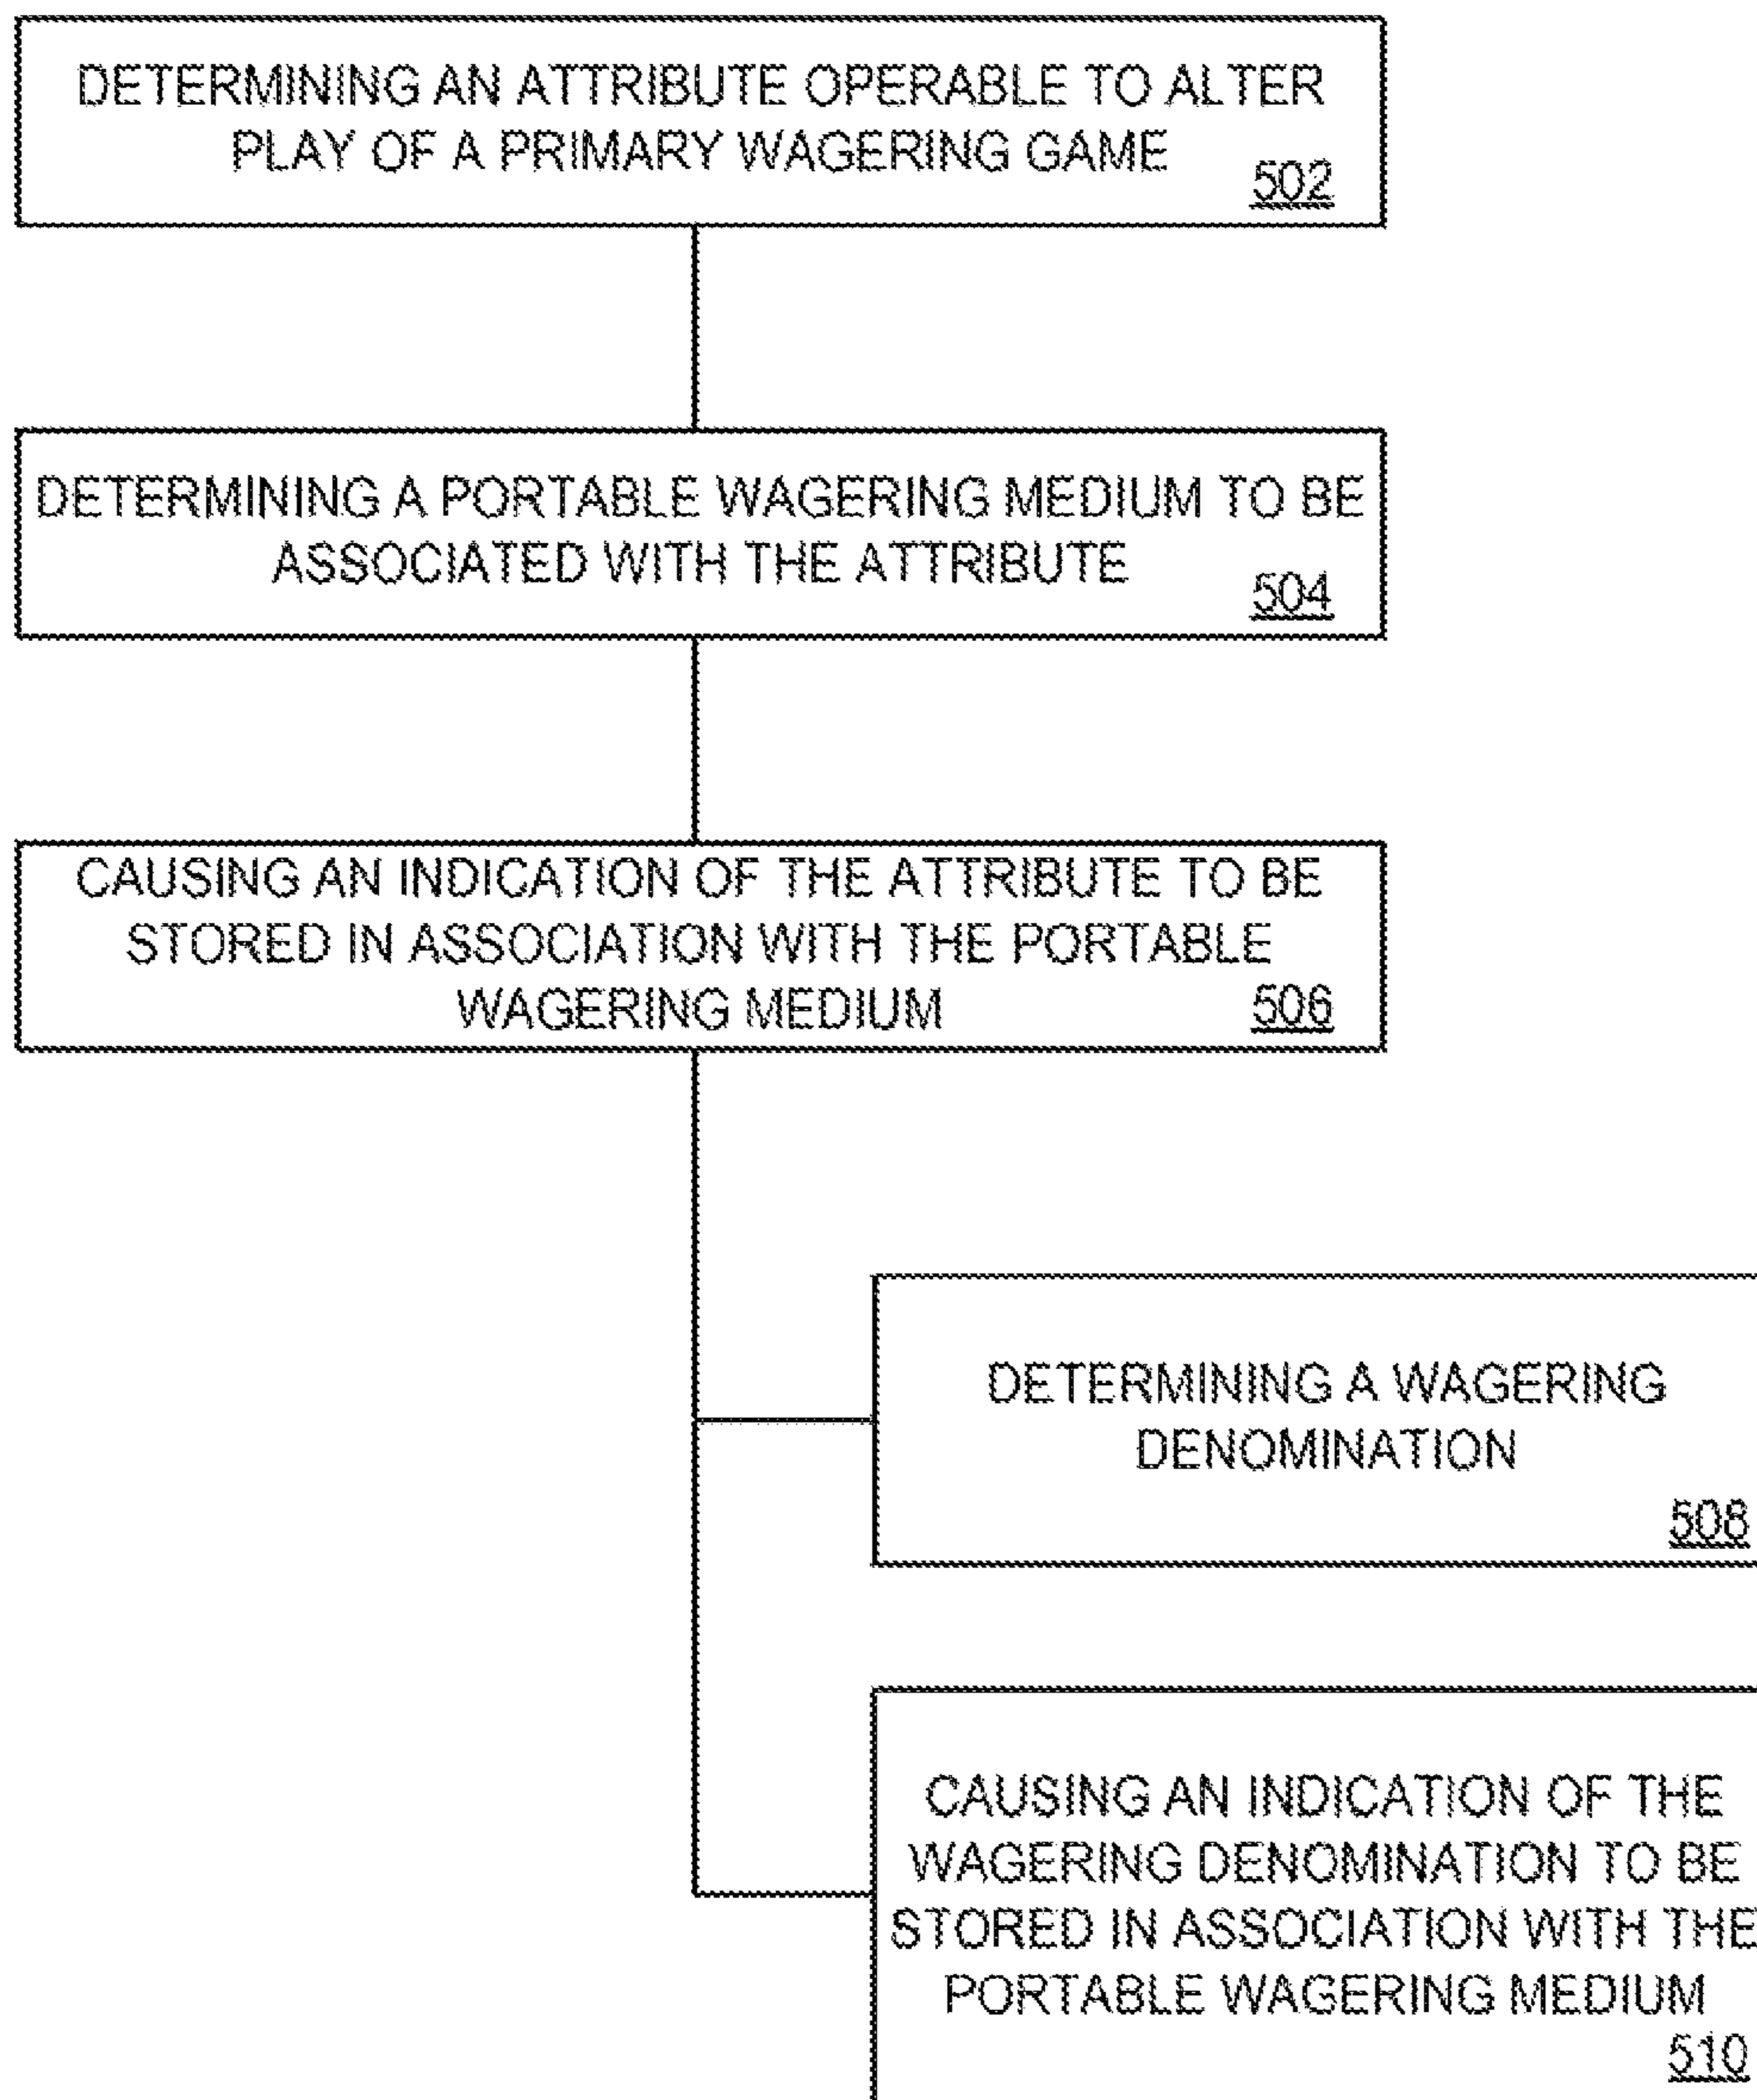 DETERMINING AN ATTRIBUTE OPERABLE TO ALTER
PLAY OF A PRIMARY WAGERING GAME
502
DETERMINING A PORTABLE WAGERING MEDIUM TO BE
ASSOCIATED WITH THE ATTRIBUTE
504
CAUSING AN INDICATION OF THE ATTRIBUTE TO BE
STORED IN ASSOCIATION WITH THE PORTABLE
WAGERING MEDIUM
506
DETERMINING A WAGERING
DENOMINATION
508
CAUSING AN INDICATION OF THE
WAGERING DENOMINATION TO BE
STORED IN ASSOCIATION WITH THE
PORTABLE WAGERING MEDIUM
510